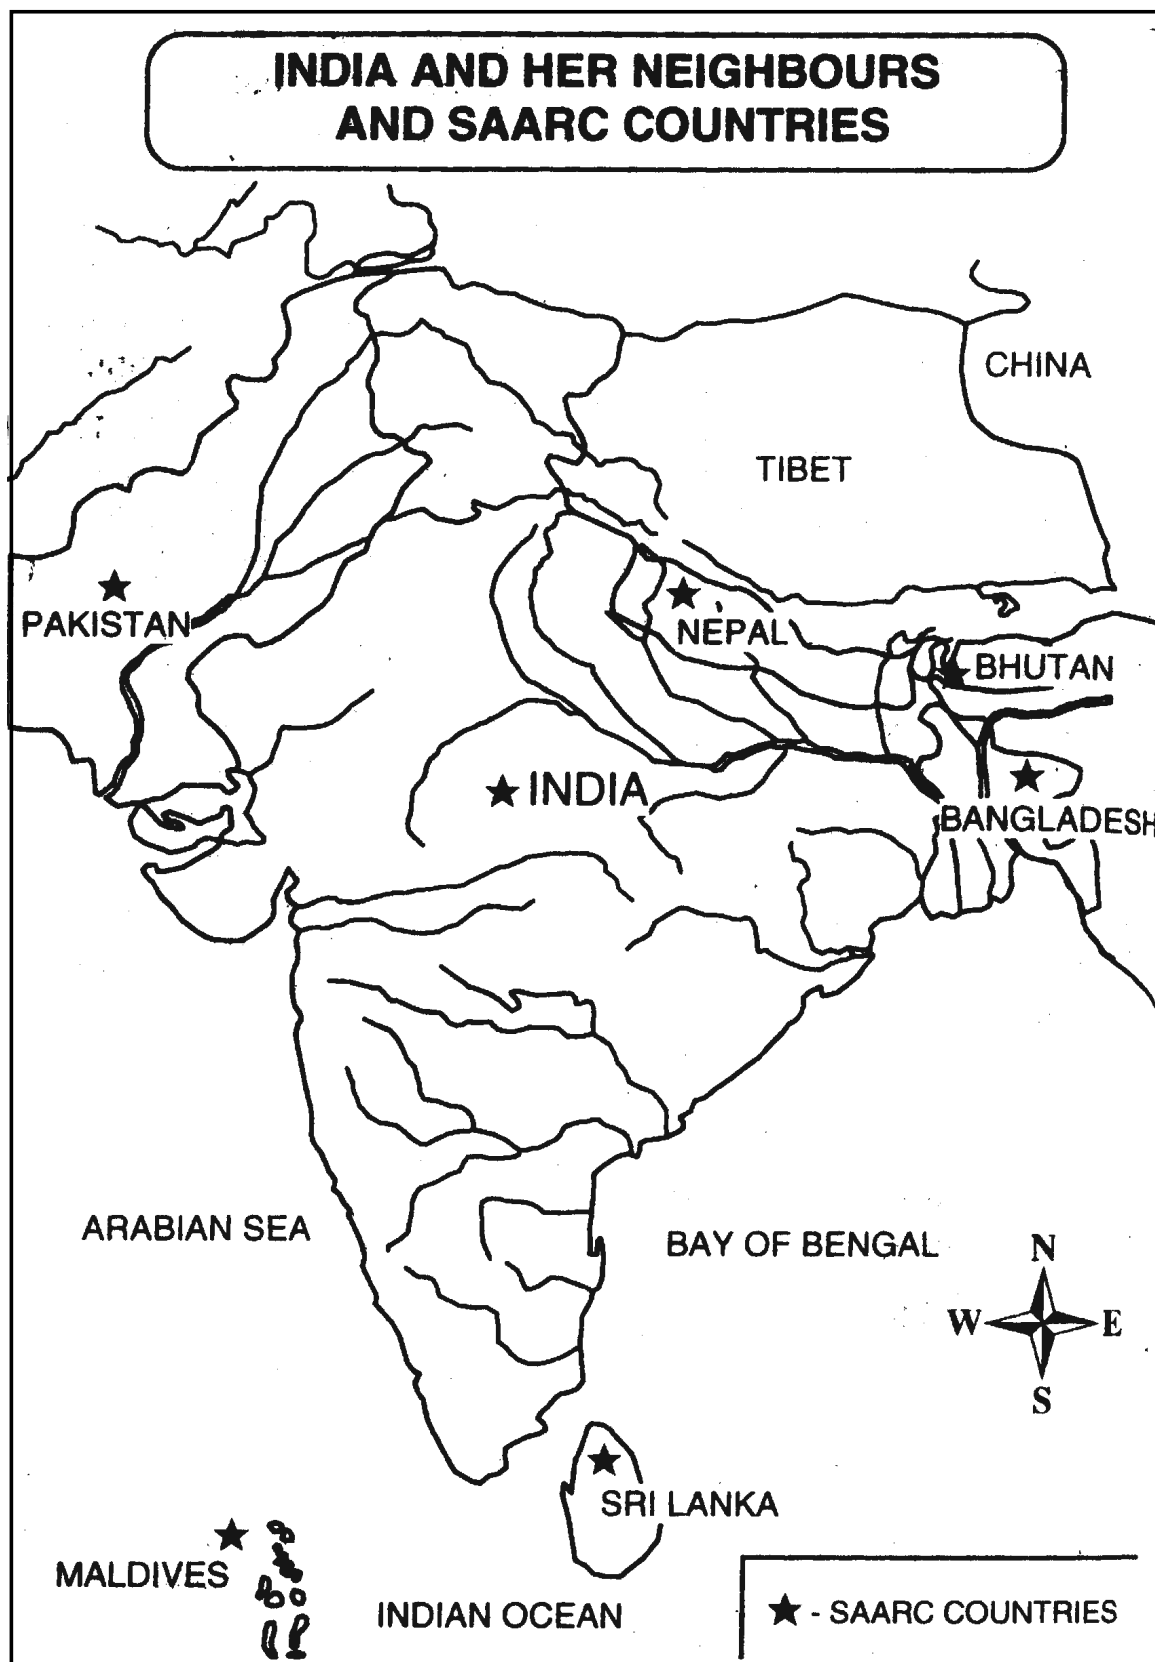 INDIA AND HER NEIGHBOURS
AND SAARC COUNTRIES
CHINA
TIBET
PAKISTAN
NEPAL
BHUTAN
INDIA
BANGLADESH
ARABIAN SEA
BAY OF BENGAL
N
W
E
S
SRI LANKA
MALDIVES
INDIAN OCEAN
★ - SAARC COUNTRIES